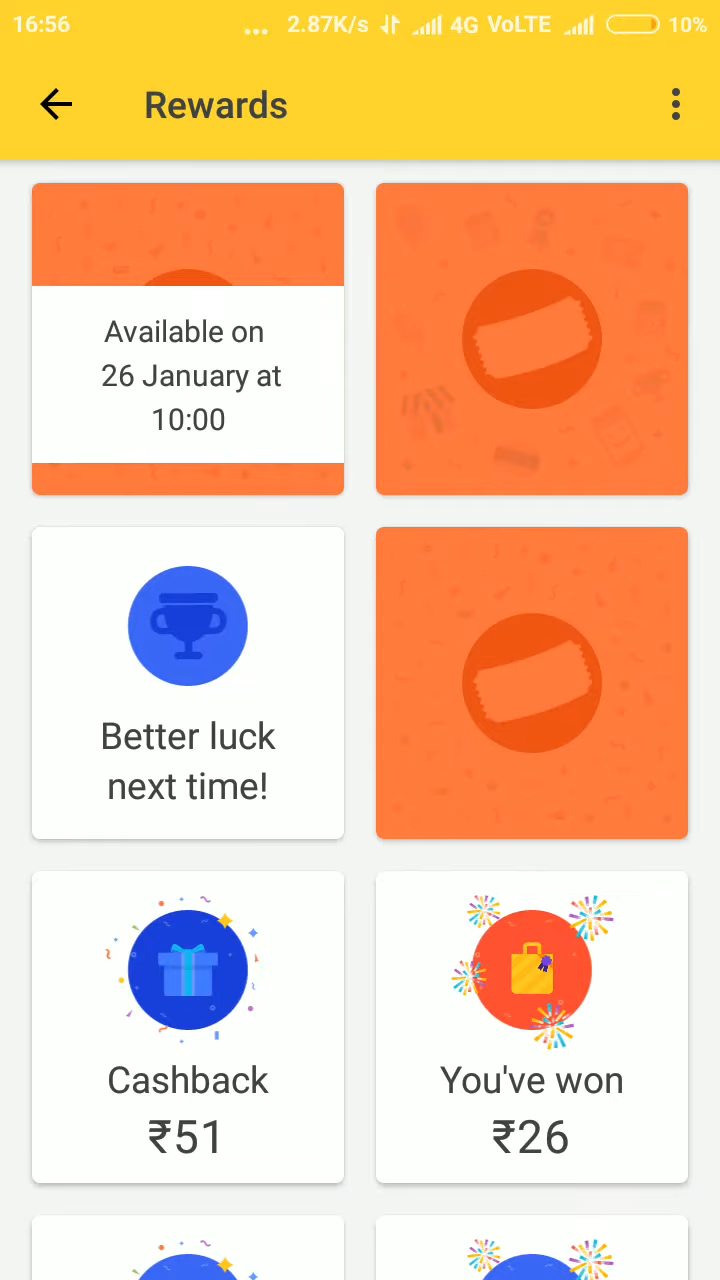 16:56 ... 2.87K/s 4G VoLTE 10%
Rewards
Available on
26 January at
10:00
Better luck
next time!
Cashback
₹51
You've won
₹26